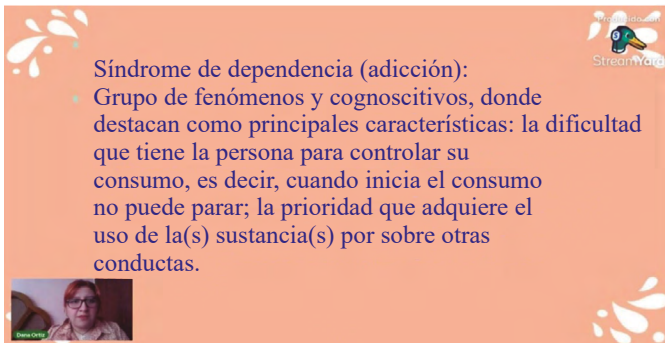 Producido con
StreamYard
Síndrome de dependencia (adicción):
Grupo de fenómenos y cognoscitivos, donde
destacan como principales características: la dificultad
que tiene la persona para controlar su
consumo, es decir, cuando inicia el consumo
no puede parar; la prioridad que adquiere el
uso de la(s) sustancia(s) por sobre otras
conductas.
Dana Ortiz